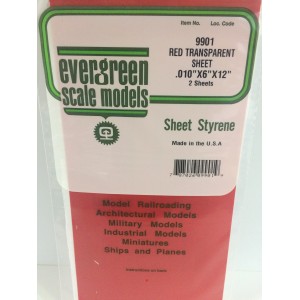 Item No. Loc. Code
9901
RED TRANSPARENT
SHEET
.010"X6"X12"
2 Sheets
evergreen
scale models
Sheet Styrene
Made in the U.S.A
Model Railroading
Architectural Models
Military Models
Industrial Models
Miniatures
Ships and Planes